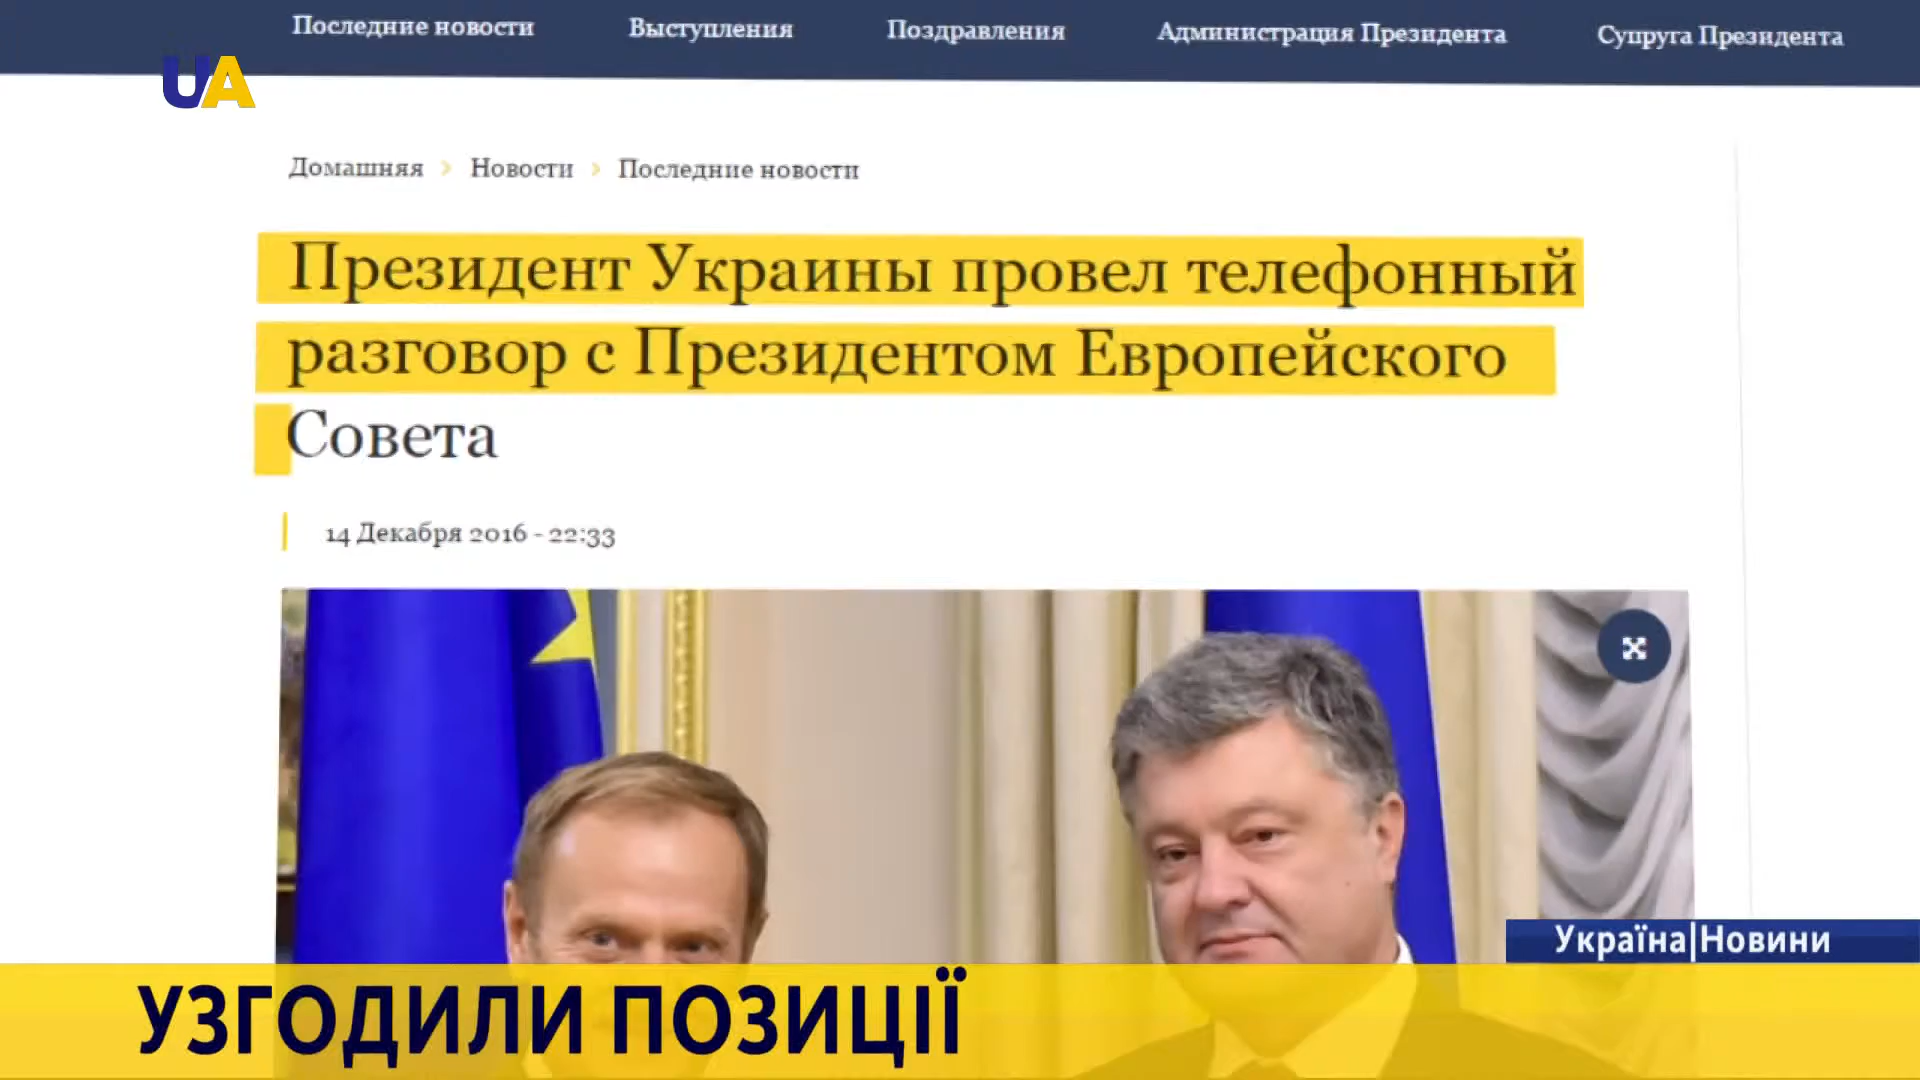 Последние новости Выступления Поздравления Администрация Президента Супруга Президента
UA
Домашняя > Новости > Последние новости
Президент Украины провел телефонный
разговор с Президентом Европейского
Совета
14 Декабря 2016 - 22:33
Україна|Новини
УЗГОДИЛИ ПОЗИЦІЇ